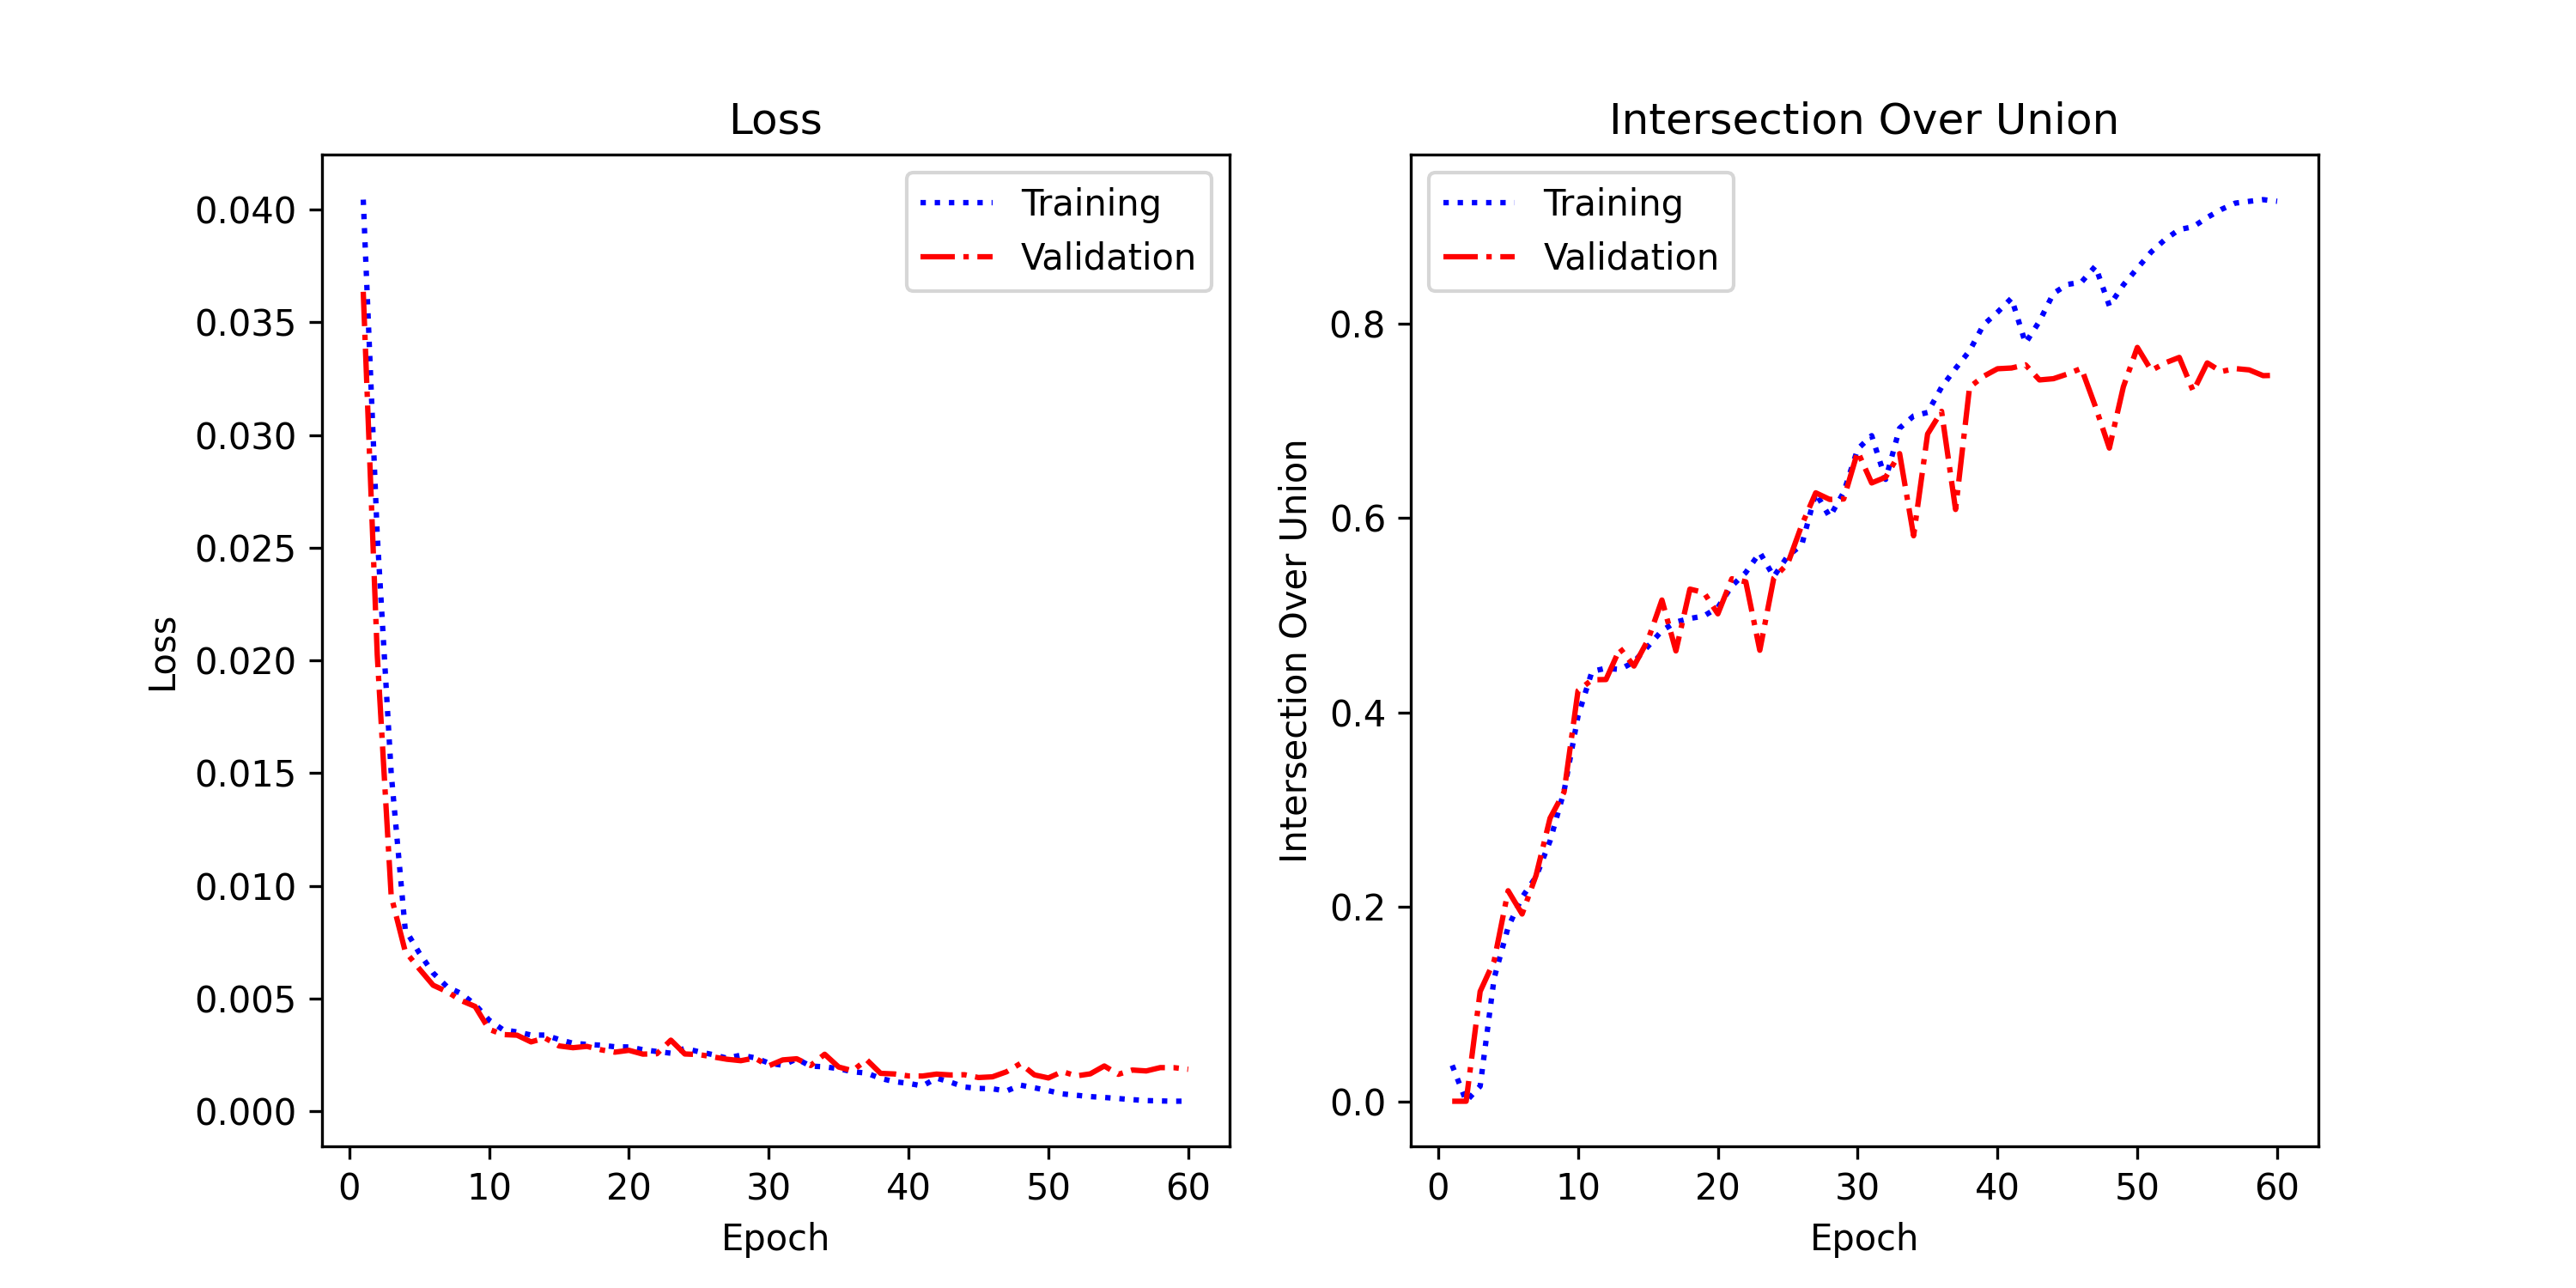 Loss
Training
Validation
0.040
0.035
0.030
0.025
0.020
0.015
0.010
0.005
0.000
Loss
0 10 20 30 40 50 60
Epoch
Intersection Over Union
Training
Validation
0.8
0.6
0.4
0.2
0.0
Intersection Over Union
0 10 20 30 40 50 60
Epoch